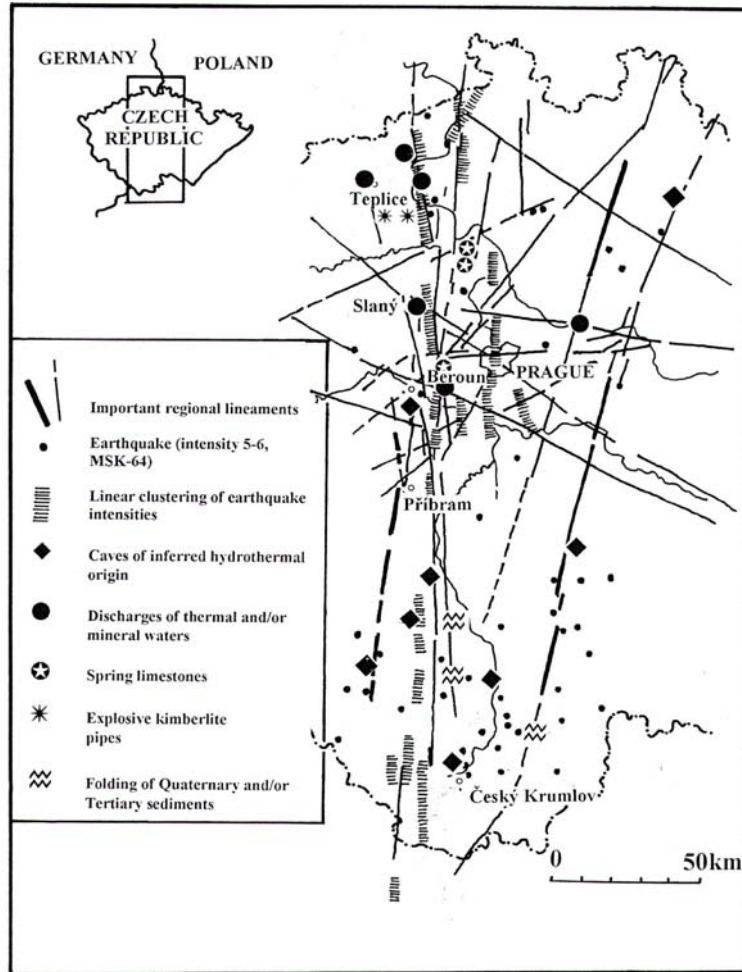 GERMANY
POLAND
CZECH
REPUBLIC
Teplice
Slaný
Beroun
PRAGUE
Příbram
Český Krumlov
0
50km
Important regional lineaments
Earthquake (intensity 5-6,
MSK-64)
Linear clustering of earthquake
intensities
Caves of inferred hydrothermal
origin
Discharges of thermal and/or
mineral waters
Spring limestones
Explosive kimberlite
pipes
Folding of Quaternary and/or
Tertiary sediments